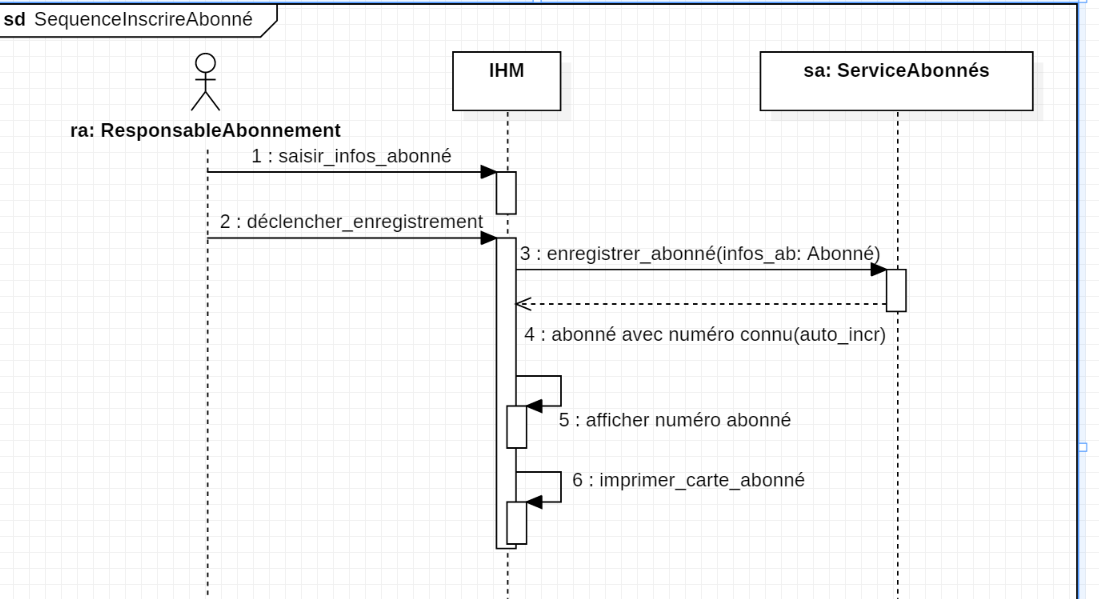 sd SequenceInscrireAbonné
IHM
sa: ServiceAbonnés
ra: ResponsableAbonnement
1 : saisir_infos_abonné
2 : déclencher_enregistrement
3 : enregistrer_abonné(infos_ab: Abonné)
4 : abonné avec numéro connu(auto_incr)
5 : afficher numéro abonné
6 : imprimer_carte_abonné